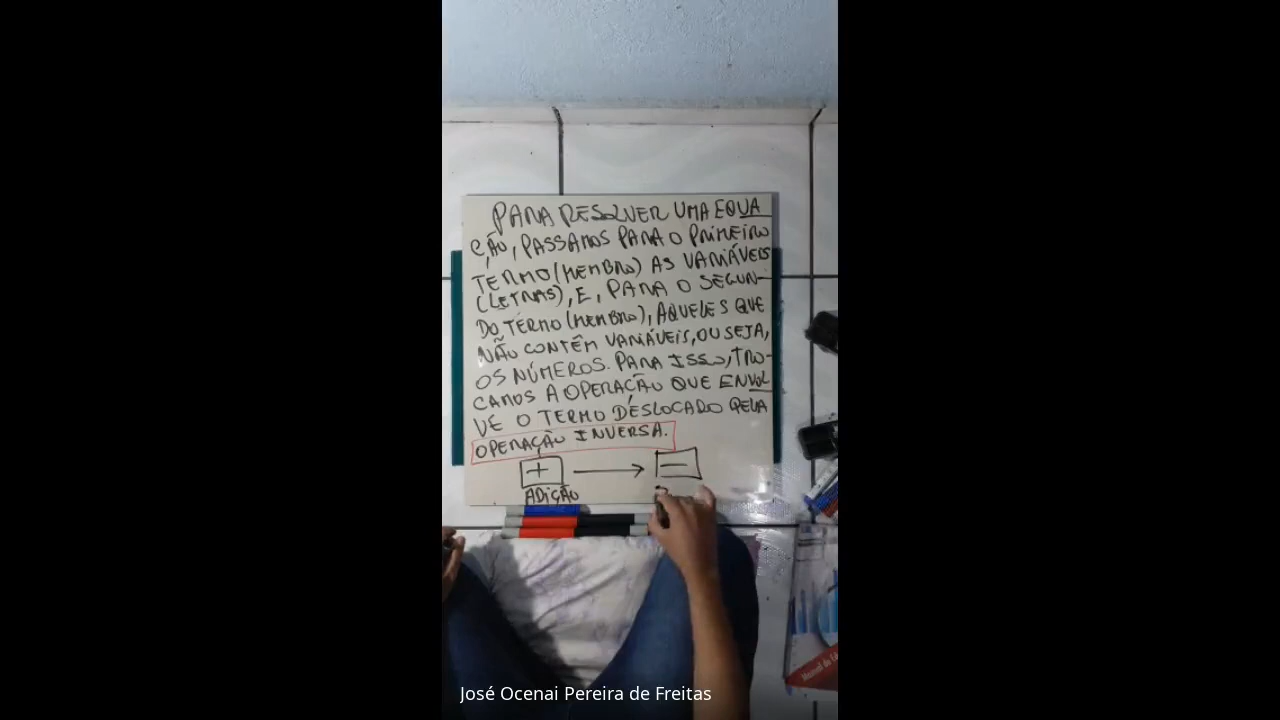 PARA RESOLVER UMA EQUA
ÇÃO, PASSAMOS PARA O PRIMEIRO
TERMO (MEMBRO) AS VARIÁVEIS
(LETRAS), E, PARA O SEGUN-
DO TERMO (MEMBRO), AQUELES QUE
NÃO CONTÊM VARIÁVEIS, OU SEJA,
OS NÚMEROS. PARA ISSO, TRO-
CAMOS A OPERAÇÃO QUE ENVOL
VE O TERMO DESLOCADO PELA
OPERAÇÃO INVERSA.
+ → −
ADIÇÃO
José Ocenai Pereira de Freitas